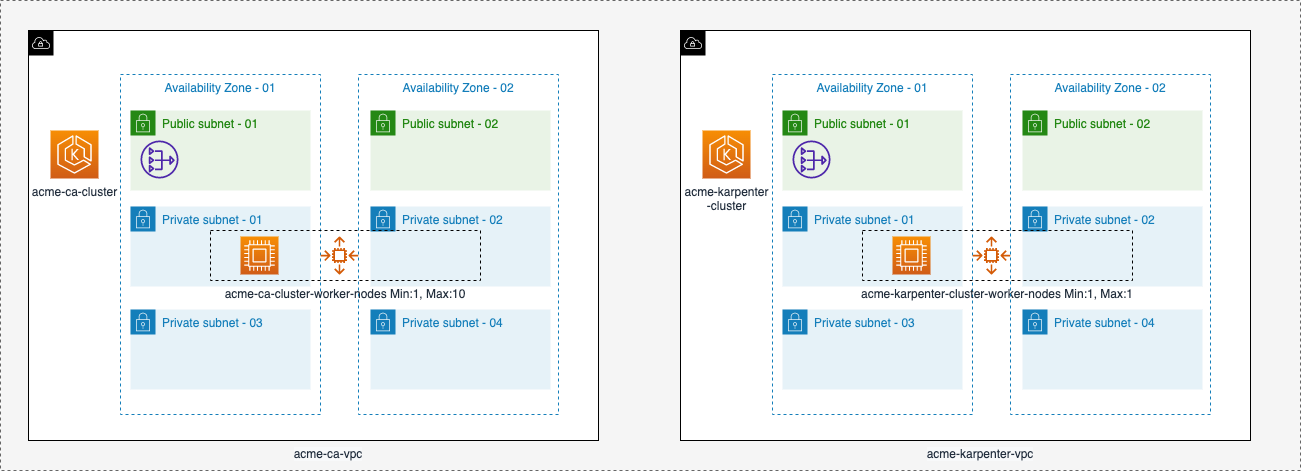 Availability Zone - 01
Availability Zone - 02
Public subnet - 01
Public subnet - 02
acme-ca-cluster
Private subnet - 01
Private subnet - 02
acme-ca-cluster-worker-nodes Min:1, Max:10
Private subnet - 03
Private subnet - 04
acme-ca-vpc
Availability Zone - 01
Availability Zone - 02
Public subnet - 01
Public subnet - 02
acme-karpenter
-cluster
Private subnet - 01
Private subnet - 02
acme-karpenter-cluster-worker-nodes Min:1, Max:1
Private subnet - 03
Private subnet - 04
acme-karpenter-vpc